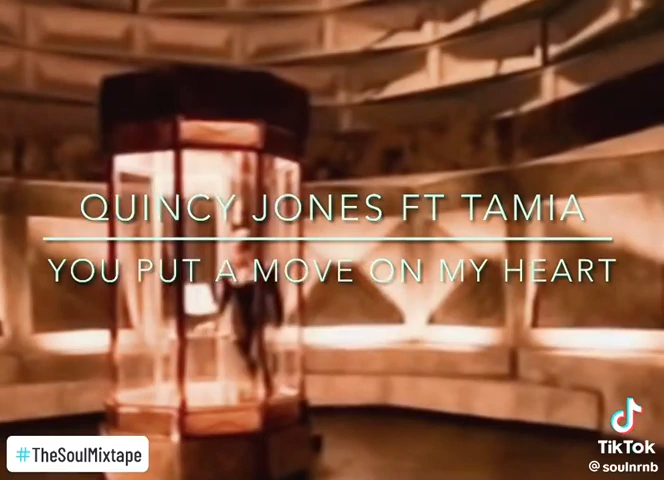 QUINCY JONES FT TAMIA
YOU PUT A MOVE ON MY HEART
#TheSoulMixtape
TikTok
@soulnrnb